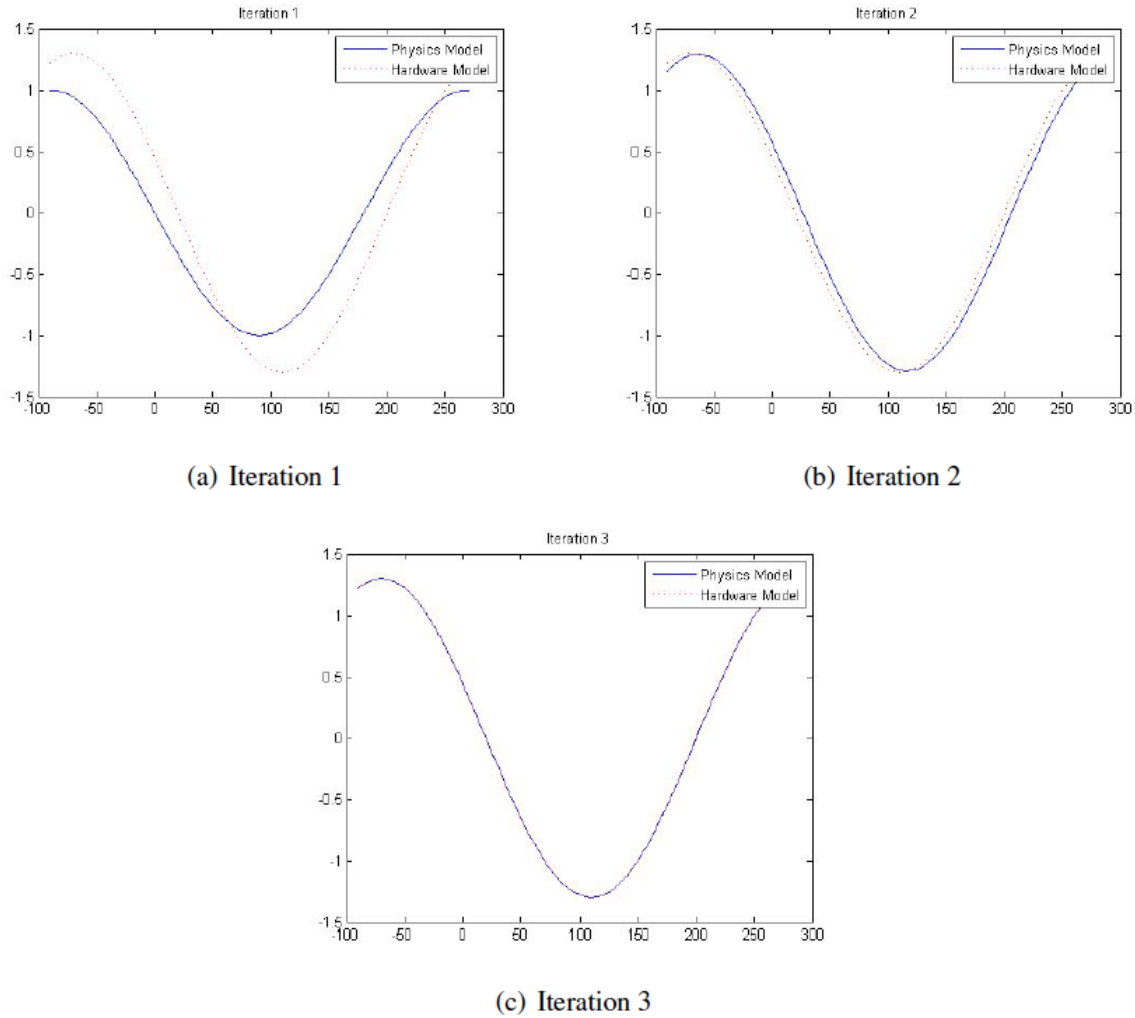 Iteration 1
1.5
1
0.5
0
-0.5
-1
-1.5
-100 -50 0 50 100 150 200 250 300
Physics Model
Hardware Model
(a) Iteration 1
Iteration 2
1.5
1
0.5
0
-0.5
-1
-1.5
-100 -50 0 50 100 150 200 250 300
Physics Model
Hardware Model
(b) Iteration 2
Iteration 3
1.5
1
0.5
0
-0.5
-1
-1.5
-100 -50 0 50 100 150 200 250 300
Physics Model
Hardware Model
(c) Iteration 3